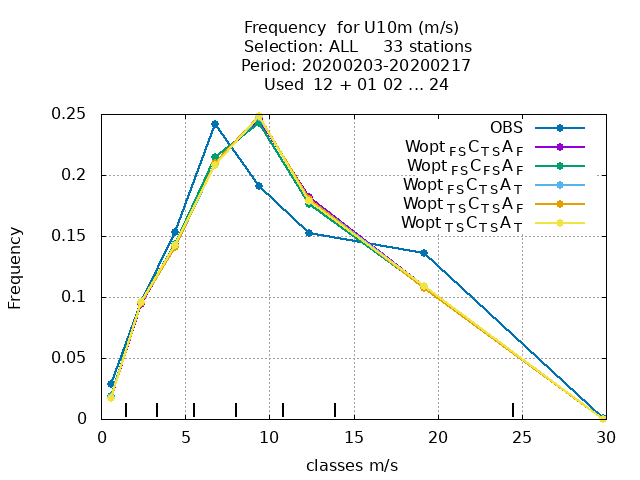 Frequency  for U10m (m/s)
Selection: ALL     33 stations
Period: 20200203-20200217
Used  12 + 01 02 ... 24
0.25
0.2
0.15
0.1
0.05
0
Frequency
OBS
Wopt FS C TS A F
Wopt FS C FS A F
Wopt FS C TS A T
Wopt TS C TS A F
Wopt TS C TS A T
0 5 10 15 20 25 30
classes m/s